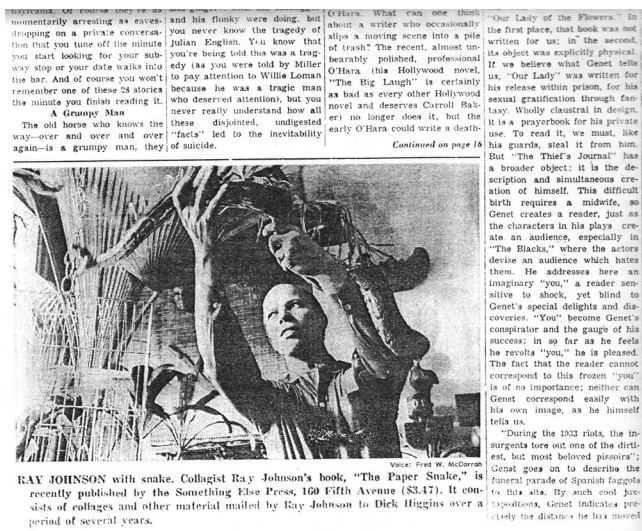 momentarily arresting as eaves-
dropping on a private conversa-
tion that you tune off the minute
you start looking for your sub-
way stop or your date walks into
the bar. And of course you won't
remember one of these 28 stories
the minute you finish reading it.
A Grumpy Man
The old horse who knows the
way—over and over and over
again—is a grumpy man, they
and his flunky were doing, but
you never know the tragedy of
Julian English. You know that
you're being told this was a trag-
edy (as you were told by Miller
to pay attention to Willie Loman
because he was a tragic man
who deserved attention), but you
never really understand how all
these disjointed, undigested
"facts" led to the inevitability
of suicide.
O'Hara. What can one think
about a writer who occasionally
slips a moving scene into a pile
of trash? The recent, almost un-
bearably polished, professional
O'Hara (his Hollywood novel,
"The Big Laugh" is certainly
as bad as every other Hollywood
novel and deserves Carroll Bak-
er) no longer does it, but the
early O'Hara could write a death-
Continued on page 16
Voice: Fred W. McDarrah
RAY JOHNSON with snake. Collagist Ray Johnson's book, "The Paper Snake," is
recently published by the Something Else Press, 160 Fifth Avenue ($3.47). It con-
sists of collages and other material mailed by Ray Johnson to Dick Higgins over a
period of several years.
"Our Lady of the Flowers." In
the first place, that book was not
written for us; in the second,
its object was explicitly physical.
If we believe what Genet tells
us, "Our Lady" was written for
his release within prison, for his
sexual gratification through fan-
tasy. Wholly claustral in design,
it is a prayerbook for his private
use. To read it, we must, like
his guards, steal it from him.
But "The Thief's Journal" has
a broader object: it is the de-
scription and simultaneous cre-
ation of himself. This difficult
birth requires a midwife, so
Genet creates a reader, just as
the characters in his plays cre-
ate an audience, especially in
"The Blacks," where the actors
devise an audience which hates
them. He addresses here an
imaginary "you," a reader sen-
sitive to shock, yet blind to
Genet's special delights and dis-
coveries. "You" become Genet's
conspirator and the gauge of his
success: in so far as he feels
he revolts "you," he is pleased.
The fact that the reader cannot
correspond to this frozen "you"
is of no importance; neither can
Genet correspond easily with
his own image, as he himself
tells us.
"During the 1933 riots, the in-
surgents tore out one of the dirti-
est, but most beloved pissoirs";
Genet goes on to describe the
funeral parade of Spanish faggots
to this site. By such cool jux-
tapositions, Genet indicates pre-
cisely the distance he has moved